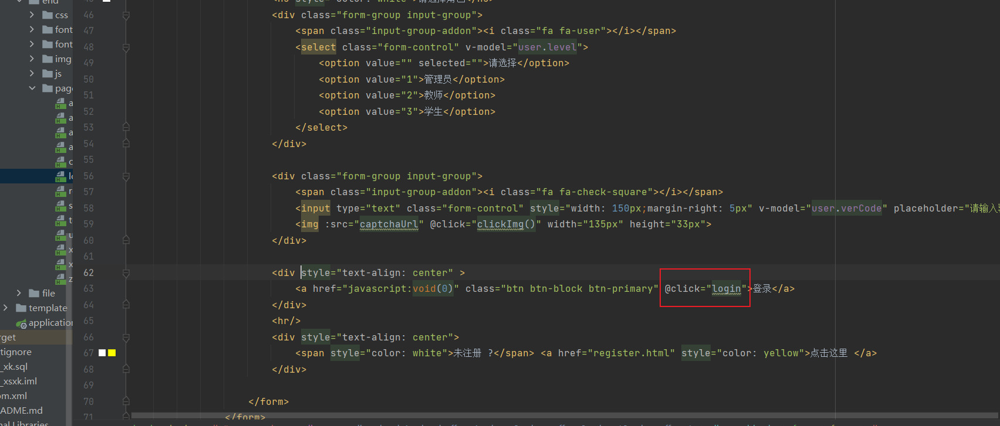 end
css
font
font
img
js
pag
a
a
a
a
c
lo
r
s
t
u
x
x
z
file
template
application
rget
tignore
_xk.sql
_xsxk.iml
om.xml
ADME.md
nal Libraries
46 <div class="form-group input-group">
47 <span class="input-group-addon"><i class="fa fa-user"></i></span>
48 <select class="form-control" v-model="user.level">
49 <option value="" selected="">请选择</option>
50 <option value="1">管理员</option>
51 <option value="2">教师</option>
52 <option value="3">学生</option>
53 </select>
54 </div>
55
56 <div class="form-group input-group">
57 <span class="input-group-addon"><i class="fa fa-check-square"></i></span>
58 <input type="text" class="form-control" style="width: 150px;margin-right: 5px" v-model="user.verCode" placeholder="请输入
59 <img :src="captchaUrl" @click="clickImg()" width="135px" height="33px">
60 </div>
61
62 <div style="text-align: center" >
63 <a href="javascript:void(0)" class="btn btn-block btn-primary" @click="login">登录</a>
64 </div>
65 <hr/>
66 <div style="text-align: center">
67 <span style="color: white">未注册 ?</span> <a href="register.html" style="color: yellow">点击这里 </a>
68 </div>
69
70 </form>
71 </form>